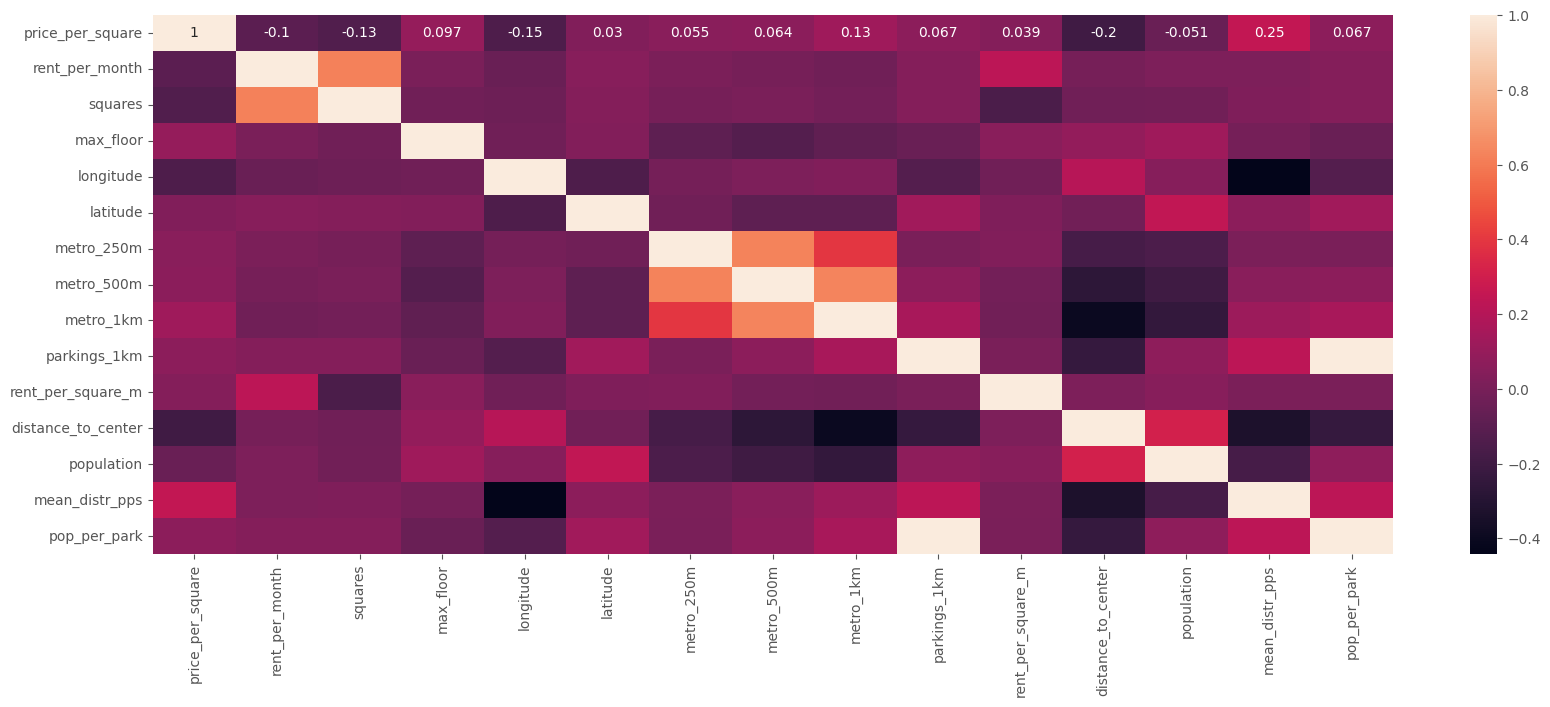 price_per_square 1 -0.1 -0.13 0.097 -0.15 0.03 0.055 0.064 0.13 0.067 0.039 -0.2 -0.051 0.25 0.067
rent_per_month
squares
max_floor
longitude
latitude
metro_250m
metro_500m
metro_1km
parkings_1km
rent_per_square_m
distance_to_center
population
mean_distr_pps
pop_per_park
price_per_square
rent_per_month
squares
max_floor
longitude
latitude
metro_250m
metro_500m
metro_1km
parkings_1km
rent_per_square_m
distance_to_center
population
mean_distr_pps
pop_per_park
1.0
0.8
0.6
0.4
0.2
0.0
−0.2
−0.4